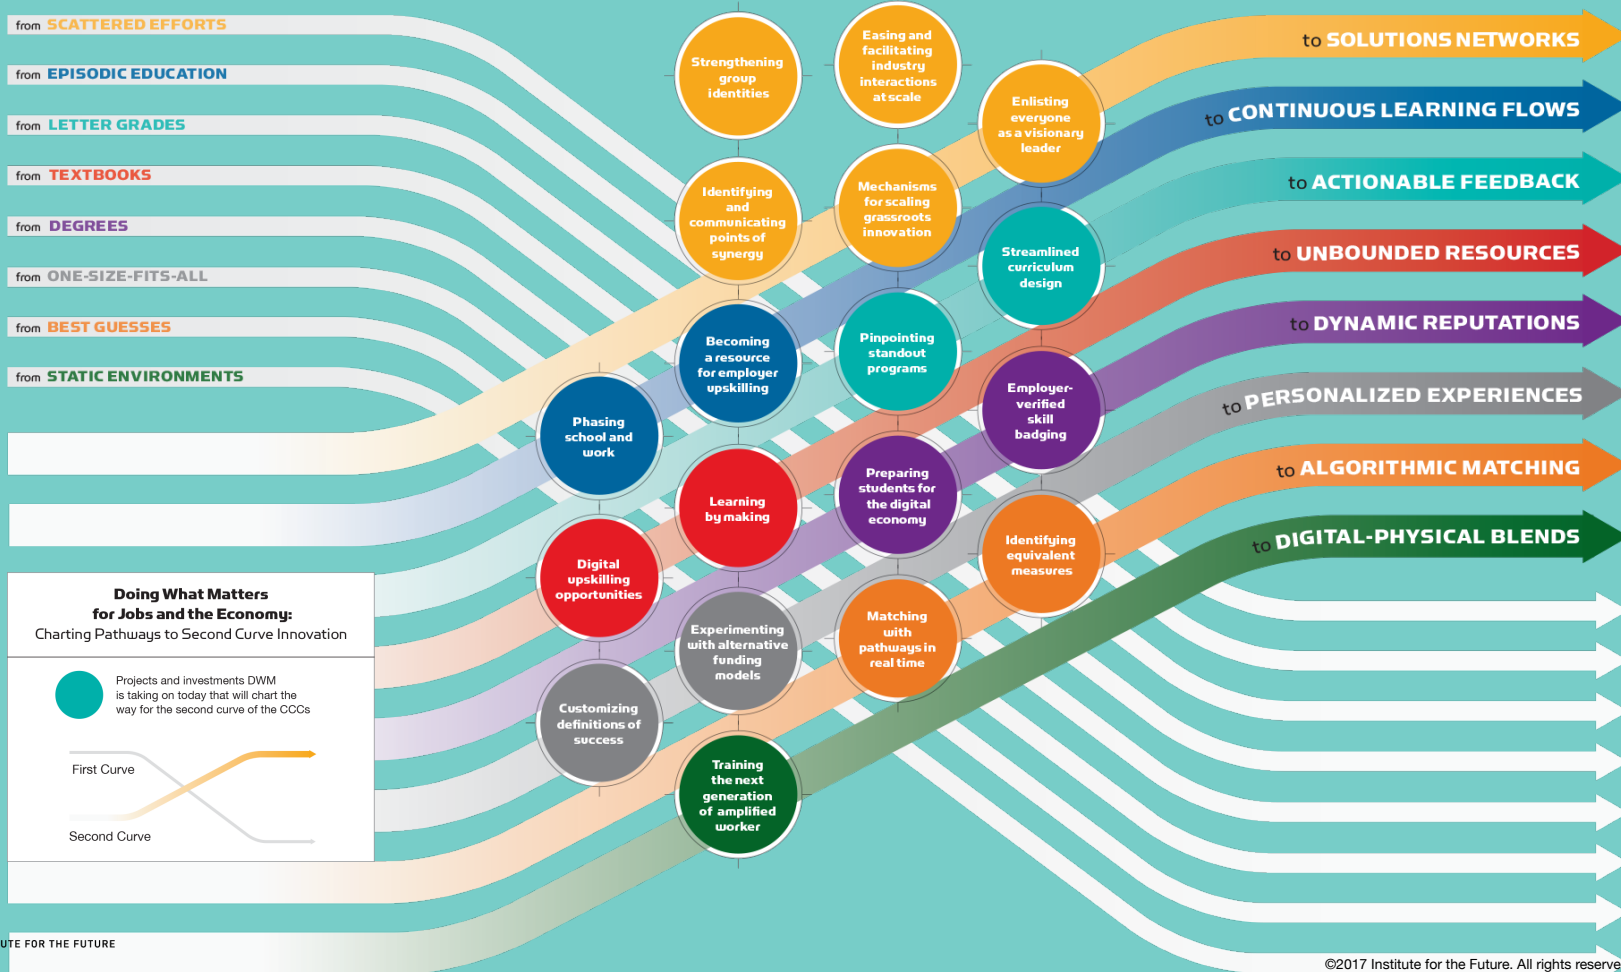 from SCATTERED EFFORTS
from EPISODIC EDUCATION
from LETTER GRADES
from TEXTBOOKS
from DEGREES
from ONE-SIZE-FITS-ALL
from BEST GUESSES
from STATIC ENVIRONMENTS
Strengthening
group
identities
Easing and
facilitating
industry
interactions
at scale
Enlisting
everyone
as a visionary
leader
Identifying
and
communicating
points of
synergy
Mechanisms
for scaling
grassroots
innovation
Streamlined
curriculum
design
Becoming
a resource
for employer
upskilling
Pinpointing
standout
programs
Phasing
school and
work
Employer-
verified
skill
badging
Learning
by making
Preparing
students for
the digital
economy
Digital
upskilling
opportunities
Identifying
equivalent
measures
Experimenting
with alternative
funding
models
Matching
with
pathways in
real time
Customizing
definitions of
success
Training
the next
generation
of amplified
worker
to SOLUTIONS NETWORKS
to CONTINUOUS LEARNING FLOWS
to ACTIONABLE FEEDBACK
to UNBOUNDED RESOURCES
to DYNAMIC REPUTATIONS
to PERSONALIZED EXPERIENCES
to ALGORITHMIC MATCHING
to DIGITAL-PHYSICAL BLENDS
Doing What Matters
for Jobs and the Economy:
Charting Pathways to Second Curve Innovation
Projects and investments DWM
is taking on today that will chart the
way for the second curve of the CCCs
First Curve
Second Curve
UTE FOR THE FUTURE
©2017 Institute for the Future. All rights reserve